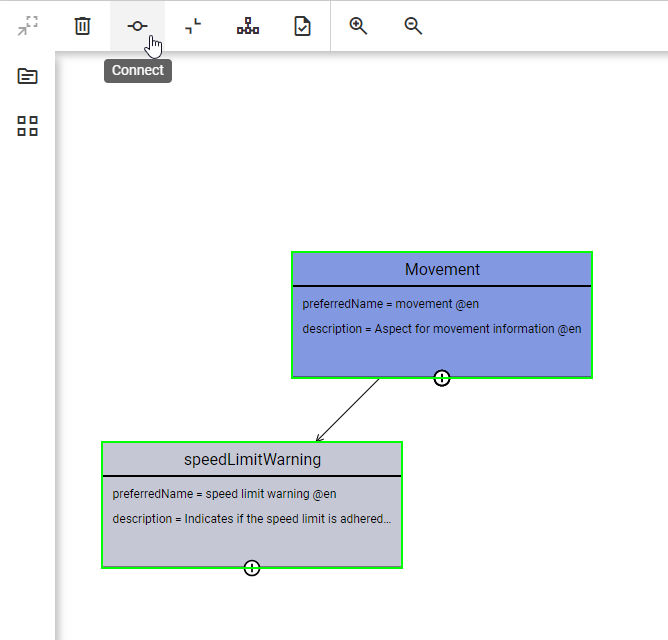 Connect
Movement
preferredName = movement @en
description = Aspect for movement information @en
speedLimitWarning
preferredName = speed limit warning @en
description = Indicates if the speed limit is adhered...